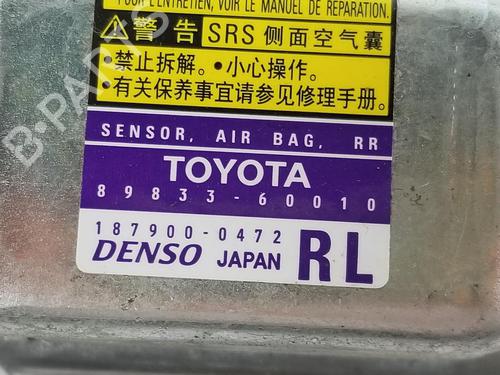 POUR L'ENTRETIEN, VOIR LE MANUEL DE RÉPARATION.
警告 SRS 侧面空气囊
•禁止拆解。•小心操作。
•有关保养事宜请参见修理手册。
SENSOR, AIR BAG, RR
TOYOTA
89833-60010
187900-0472
DENSO JAPAN RL
B-PARTS